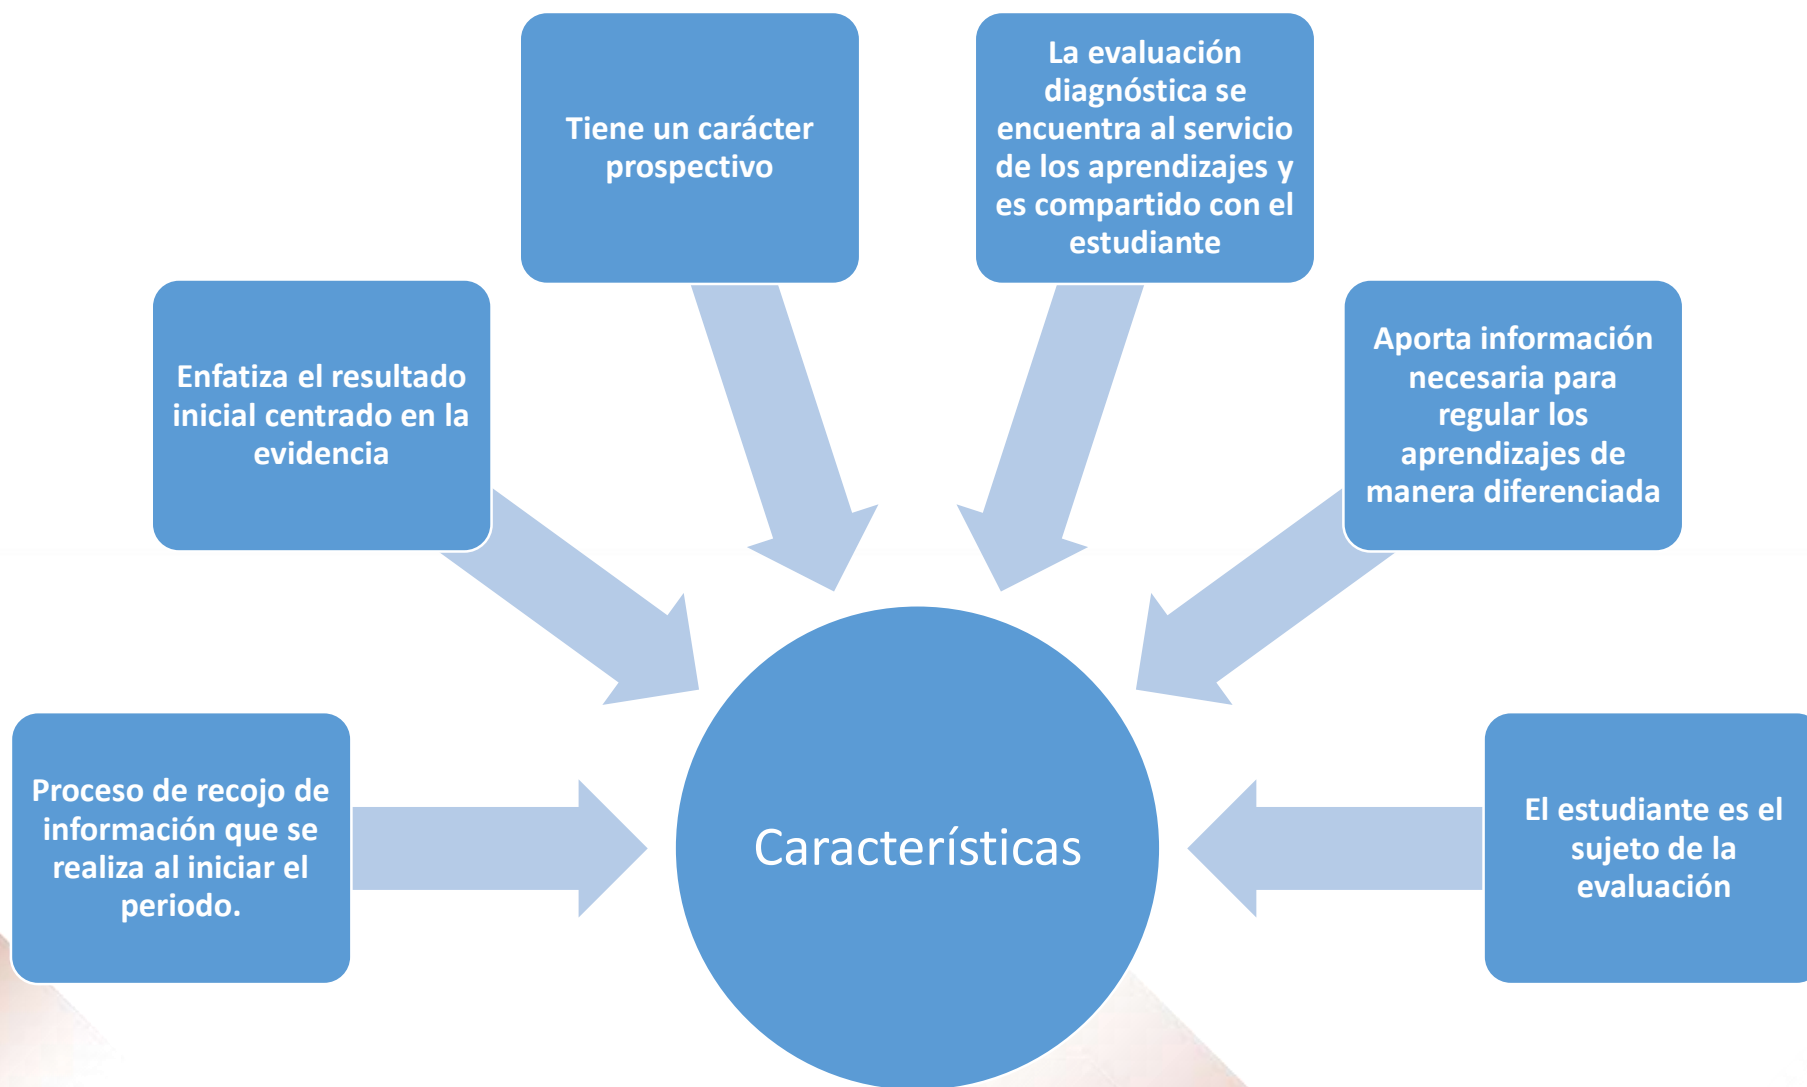 Tiene un carácter
prospectivo
La evaluación
diagnóstica se
encuentra al servicio
de los aprendizajes y
es compartido con el
estudiante
Enfatiza el resultado
inicial centrado en la
evidencia
Aporta información
necesaria para
regular los
aprendizajes de
manera diferenciada
Proceso de recojo de
información que se
realiza al iniciar el
periodo.
Características
El estudiante es el
sujeto de la
evaluación